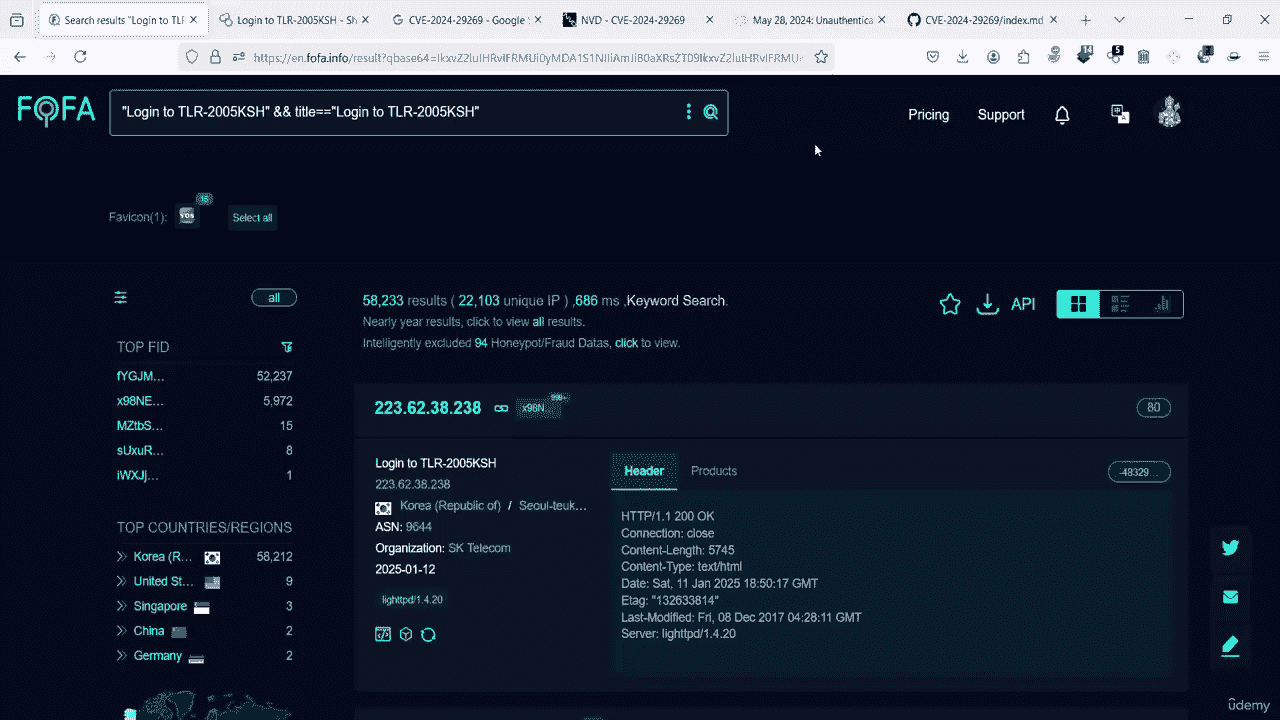 Search results "Login to TLR
Login to TLR-2005KSH - Sh
CVE-2024-29269 - Google
NVD - CVE-2024-29269
May 28, 2024: Unauthentica
CVE-2024-29269/index.md
14
5
2
FOFA
"Login to TLR-2005KSH" && title=="Login to TLR-2005KSH"
Pricing
Support
Favicon(1):
VOS
16
Select all
all
58,233 results ( 22,103 unique IP ) ,686 ms ,Keyword Search.
Nearly year results, click to view all results.
Intelligently excluded 94 Honeypot/Fraud Datas, click to view.
API
TOP FID
fYGJM... 52,237
x98NE... 5,972
MZtbS... 15
sUxuR... 8
iWXJj... 1
TOP COUNTRIES/REGIONS
Korea (R... 58,212
United St... 9
Singapore 3
China 2
Germany 2
223.62.38.238
x98N
999+
80
Login to TLR-2005KSH
223.62.38.238
Korea (Republic of) / Seoul-teuk...
ASN: 9644
Organization: SK Telecom
2025-01-12
lighttpd/1.4.20
Header
Products
-48329...
HTTP/1.1 200 OK
Connection: close
Content-Length: 5745
Content-Type: text/html
Date: Sat, 11 Jan 2025 18:50:17 GMT
Etag: "132633814"
Last-Modified: Fri, 08 Dec 2017 04:28:11 GMT
Server: lighttpd/1.4.20
ûdemy